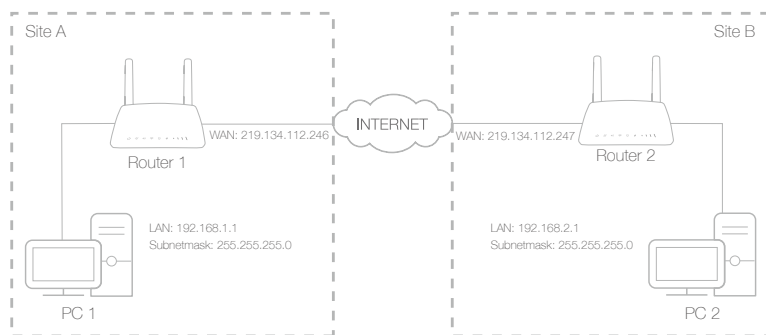 Site A
Site B
INTERNET
WAN: 219.134.112.246
WAN: 219.134.112.247
Router 1
Router 2
LAN: 192.168.1.1
Subnetmask: 255.255.255.0
LAN: 192.168.2.1
Subnetmask: 255.255.255.0
PC 1
PC 2